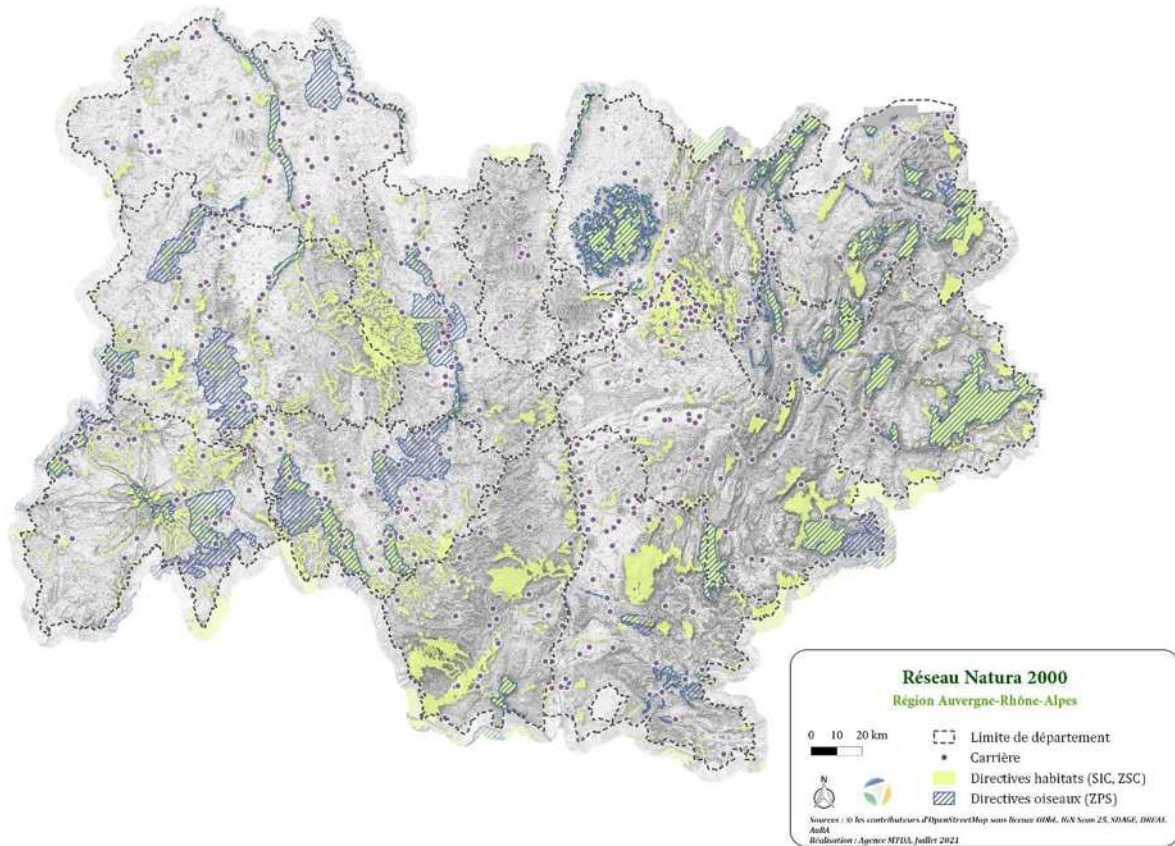 03
Réseau Natura 2000
Région Auvergne-Rhône-Alpes
0 10 20 km
Limite de département
Carrière
Directives habitats (SIC, ZSC)
Directives oiseaux (ZPS)
N
Sources : © les contributeurs d'OpenStreetMap sous licence ODbL, IGN Scan 25, SDAGE, DREAL
AuRA
Réalisation : Agence MTDA, Juillet 2021